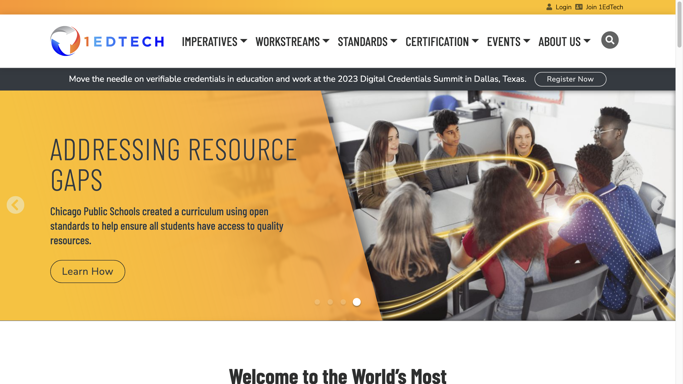 Login Join 1EdTech
1EDTECH
IMPERATIVES WORKSTREAMS STANDARDS CERTIFICATION EVENTS ABOUT US
Move the needle on verifiable credentials in education and work at the 2023 Digital Credentials Summit in Dallas, Texas. Register Now
ADDRESSING RESOURCE
GAPS
Chicago Public Schools created a curriculum using open
standards to help ensure all students have access to quality
resources.
Learn How
Welcome to the World's Most